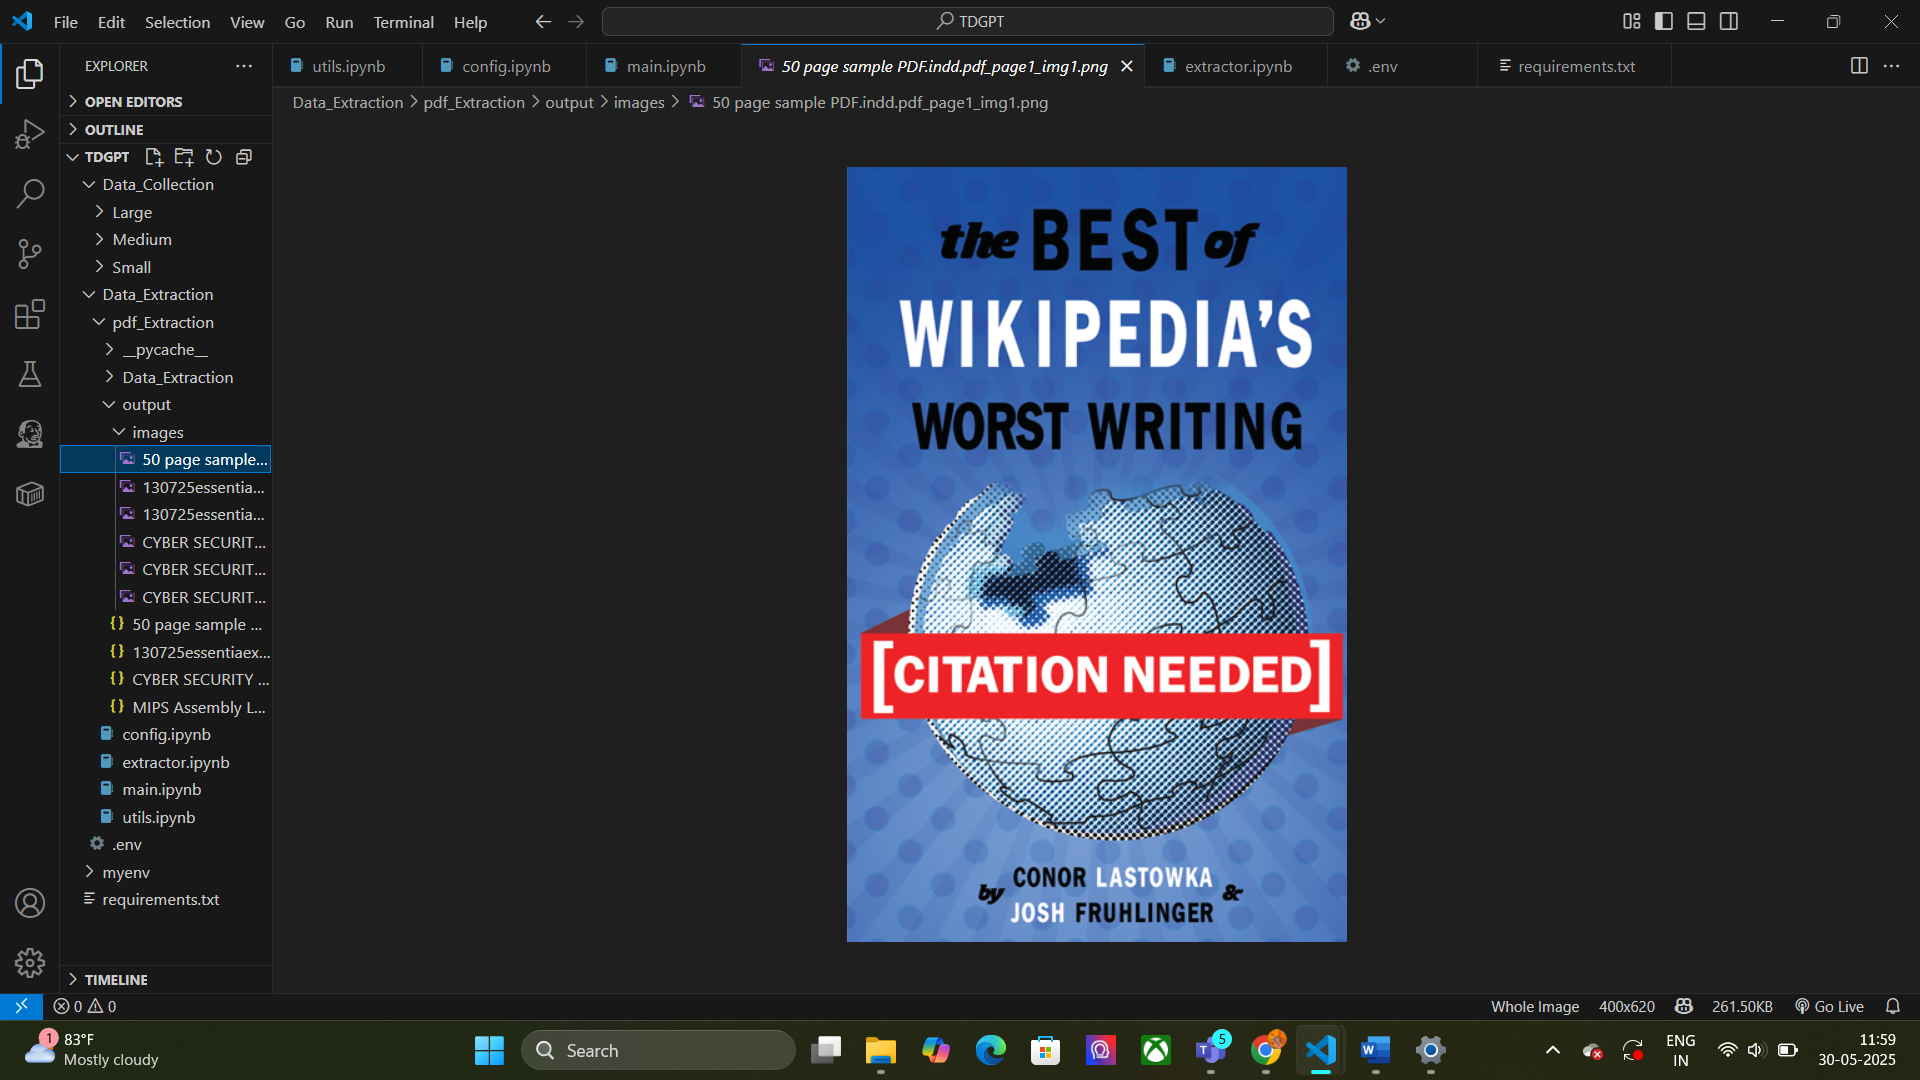 File Edit Selection View Go Run Terminal Help
TDGPT
EXPLORER
utils.ipynb
config.ipynb
main.ipynb
50 page sample PDF.indd.pdf_page1_img1.png
extractor.ipynb
.env
requirements.txt
Data_Extraction > pdf_Extraction > output > images > 50 page sample PDF.indd.pdf_page1_img1.png
OPEN EDITORS
OUTLINE
TDGPT
Data_Collection
Large
Medium
Small
Data_Extraction
pdf_Extraction
__pycache__
Data_Extraction
output
images
50 page sample...
130725essentia...
130725essentia...
CYBER SECURIT...
CYBER SECURIT...
CYBER SECURIT...
50 page sample ...
130725essentiaex...
CYBER SECURITY ...
MIPS Assembly L...
config.ipynb
extractor.ipynb
main.ipynb
utils.ipynb
.env
myenv
requirements.txt
TIMELINE
the BEST of
WIKIPEDIA'S
WORST WRITING
[CITATION NEEDED]
by CONOR LASTOWKA &
JOSH FRUHLINGER
0 0
Whole Image
400x620
261.50KB
Go Live
1
83°F
Mostly cloudy
Search
5
ENG
IN
11:59
30-05-2025